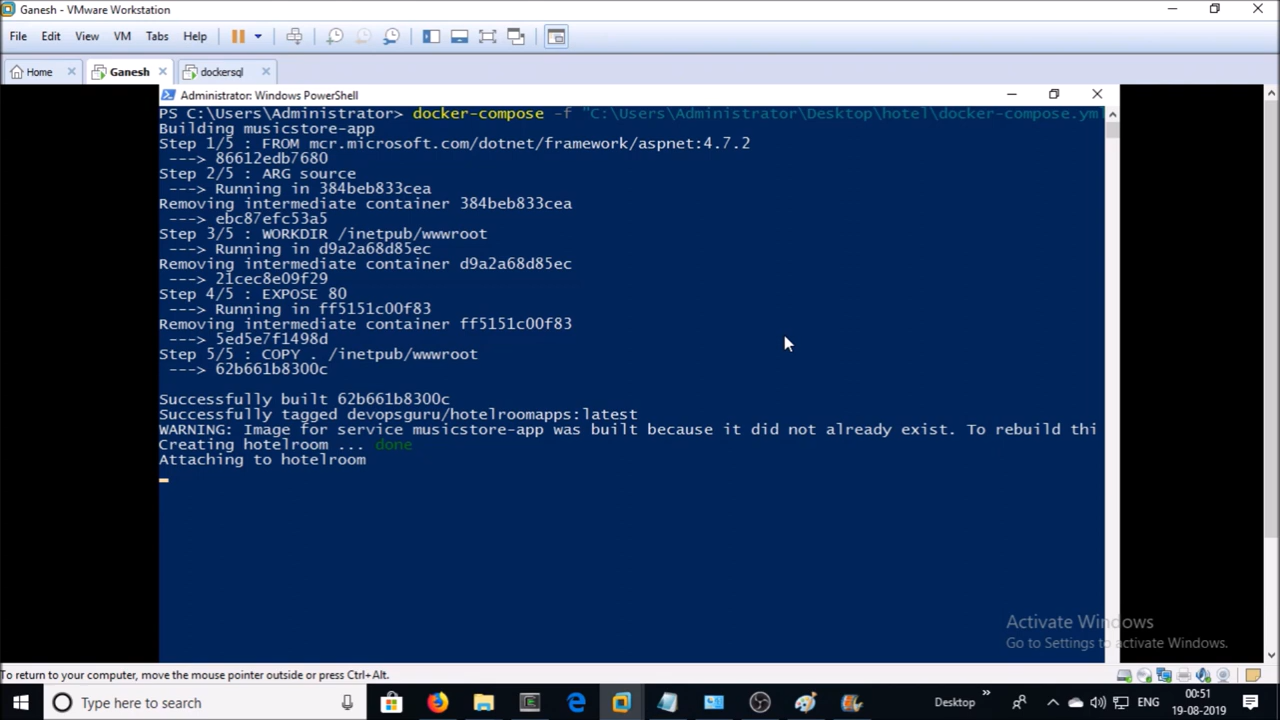 Ganesh - VMware Workstation
File Edit View VM Tabs Help
Home Ganesh dockersql
Administrator: Windows PowerShell
PS C:\Users\Administrator> docker-compose -f "C:\Users\Administrator\Desktop\hotel\docker-compose.yml
Building musicstore-app
Step 1/5 : FROM mcr.microsoft.com/dotnet/framework/aspnet:4.7.2
---> 86612edb7680
Step 2/5 : ARG source
---> Running in 384beb833cea
Removing intermediate container 384beb833cea
---> ebc87efc53a5
Step 3/5 : WORKDIR /inetpub/wwwroot
---> Running in d9a2a68d85ec
Removing intermediate container d9a2a68d85ec
---> 21cec8e09f29
Step 4/5 : EXPOSE 80
---> Running in ff5151c00f83
Removing intermediate container ff5151c00f83
---> 5ed5e7f1498d
Step 5/5 : COPY . /inetpub/wwwroot
---> 62b661b8300c
Successfully built 62b661b8300c
Successfully tagged devopsguru/hotelroomapps:latest
WARNING: Image for service musicstore-app was built because it did not already exist. To rebuild thi
Creating hotelroom ... done
Attaching to hotelroom
Activate Windows
Go to Settings to activate Windows.
To return to your computer, move the mouse pointer outside or press Ctrl+Alt.
Type here to search
Desktop
ENG
00:51
19-08-2019